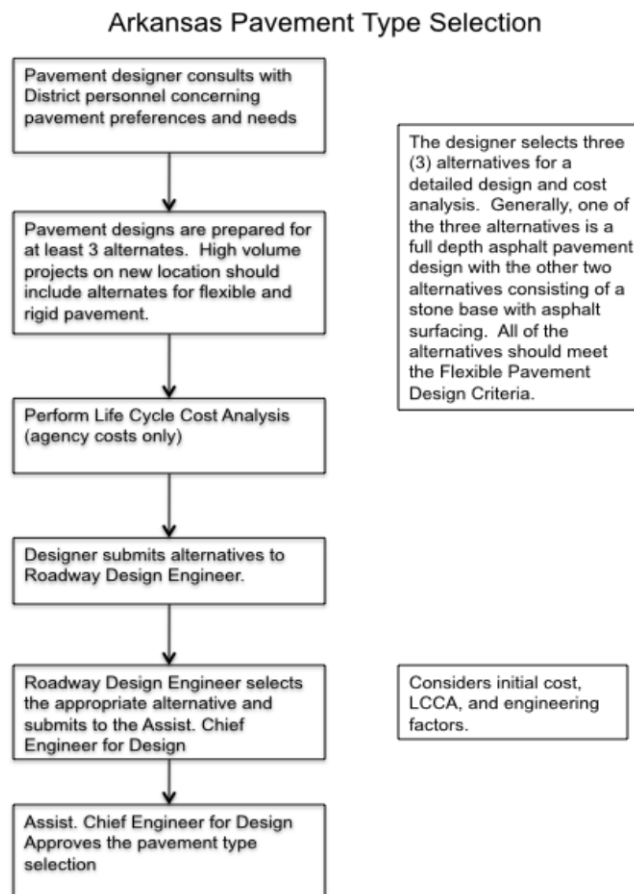 Arkansas Pavement Type Selection
Pavement designer consults with
District personnel concerning
pavement preferences and needs
Pavement designs are prepared for
at least 3 alternates.  High volume
projects on new location should
include alternates for flexible and
rigid pavement.
The designer selects three
(3) alternatives for a
detailed design and cost
analysis.  Generally, one of
the three alternatives is a
full depth asphalt pavement
design with the other two
alternatives consisting of a
stone base with asphalt
surfacing.  All of the
alternatives should meet
the Flexible Pavement
Design Criteria.
Perform Life Cycle Cost Analysis
(agency costs only)
Designer submits alternatives to
Roadway Design Engineer.
Roadway Design Engineer selects
the appropriate alternative and
submits to the Assist. Chief
Engineer for Design
Considers initial cost,
LCCA, and engineering
factors.
Assist. Chief Engineer for Design
Approves the pavement type
selection